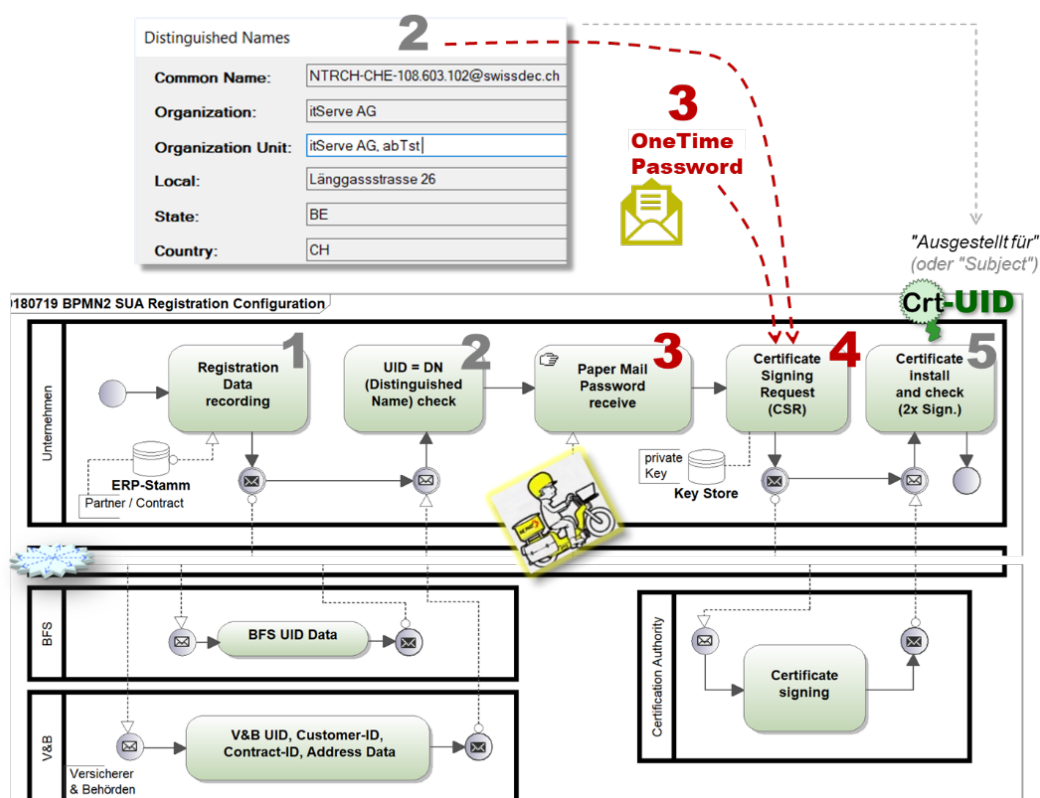 Distinguished Names
2
Common Name:
NTRCH-CHE-108.603.102@swissdec.ch
Organization:
itServe AG
Organization Unit:
itServe AG, abTst
Local:
Länggassstrasse 26
State:
BE
Country:
CH
3
OneTime
Password
"Ausgestellt für"
(oder "Subject")
Crt-UID
0180719 BPMN2 SUA Registration Configuration
Unternehmen
Registration
Data
recording
1
UID = DN
(Distinguished
Name) check
2
Paper Mail
Password
receive
3
Certificate
Signing
Request
(CSR)
4
Certificate
install
and check
(2x Sign.)
5
ERP-Stamm
Partner / Contract
private
Key
Key Store
BFS
BFS UID Data
Certification Authority
Certificate
signing
V&B
V&B UID, Customer-ID,
Contract-ID, Address Data
Versicherer
& Behörden